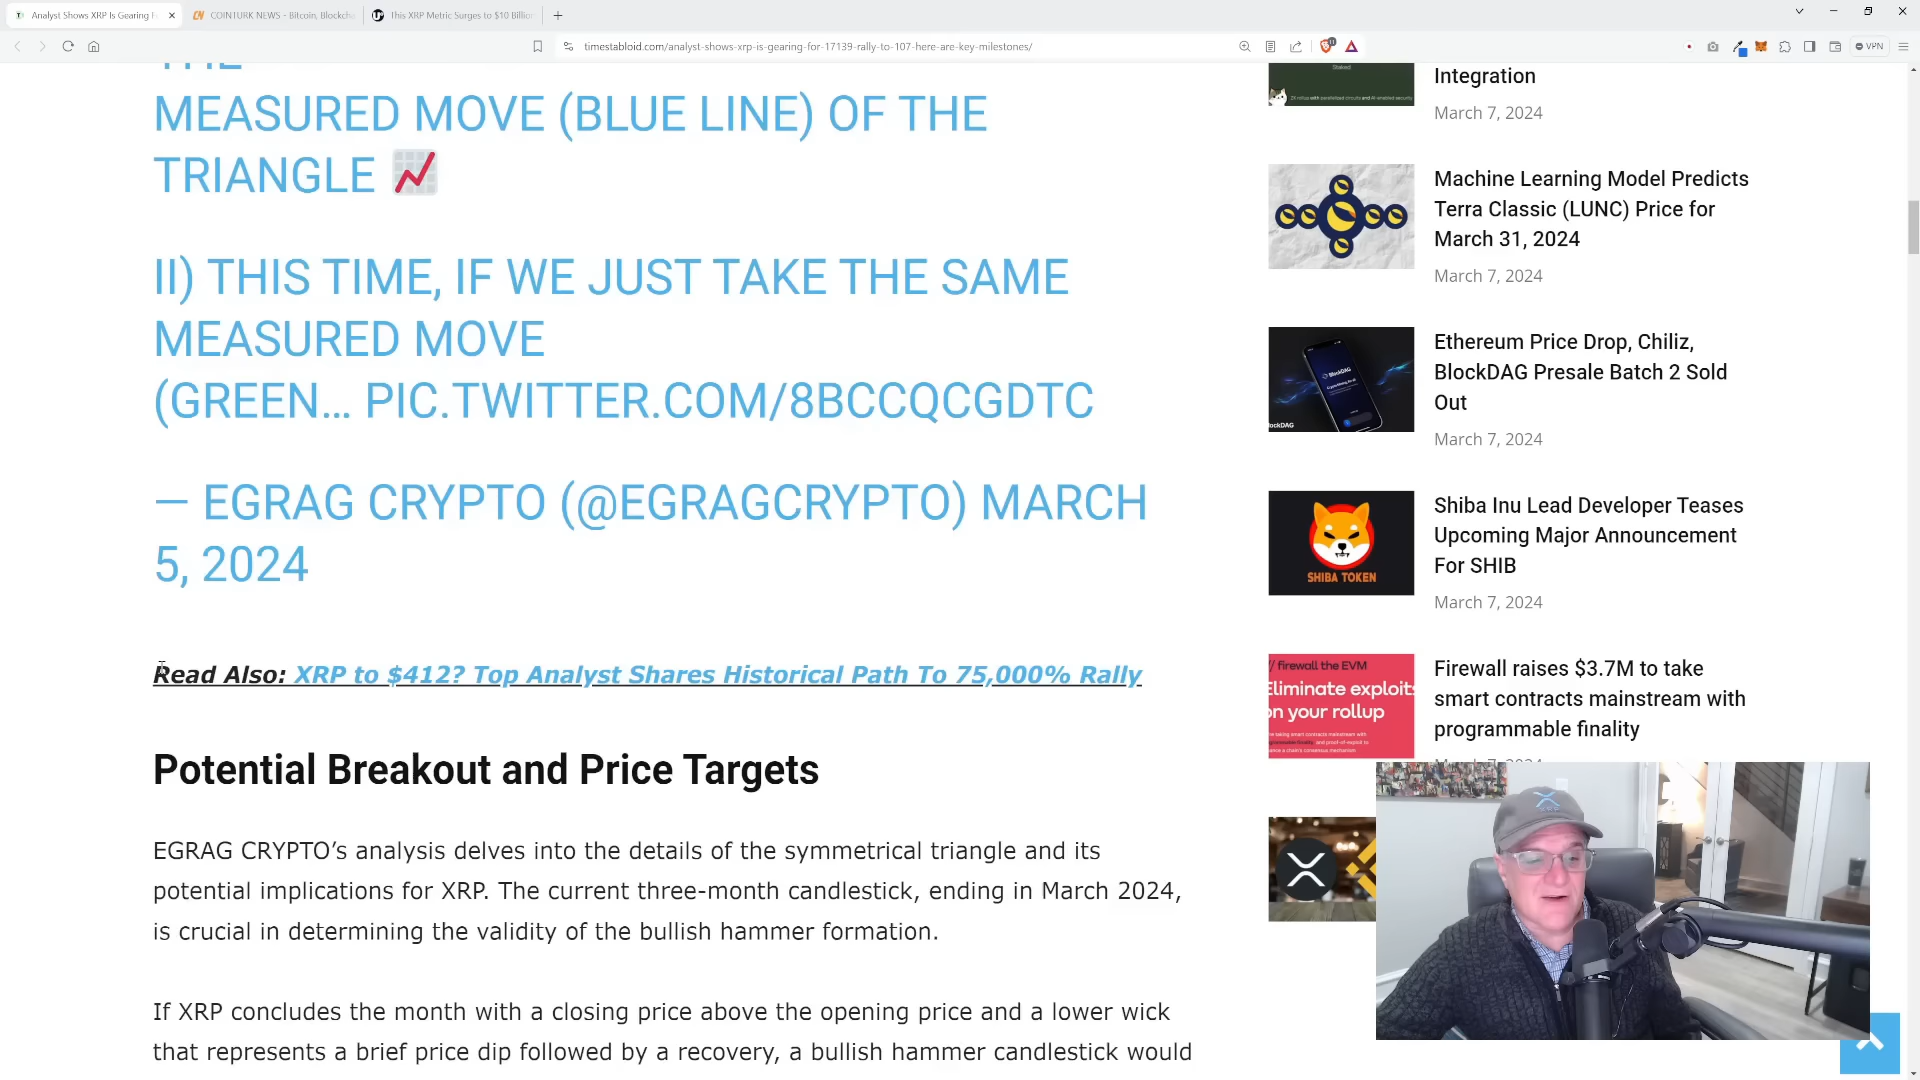 Analyst Shows XRP Is Gearing
COINTURK NEWS - Bitcoin, Blockch
This XRP Metric Surges to $10 Billio
timestabloid.com/analyst-shows-xrp-is-gearing-for-17139-rally-to-107-here-are-key-milestones/
VPN
MEASURED MOVE (BLUE LINE) OF THE
TRIANGLE
II) THIS TIME, IF WE JUST TAKE THE SAME
MEASURED MOVE
(GREEN… PIC.TWITTER.COM/8BCCQCGDTC
— EGRAG CRYPTO (@EGRAGCRYPTO) MARCH
5, 2024
Read Also: XRP to $412? Top Analyst Shares Historical Path To 75,000% Rally
Potential Breakout and Price Targets
EGRAG CRYPTO’s analysis delves into the details of the symmetrical triangle and its
potential implications for XRP. The current three-month candlestick, ending in March 2024,
is crucial in determining the validity of the bullish hammer formation.
If XRP concludes the month with a closing price above the opening price and a lower wick
that represents a brief price dip followed by a recovery, a bullish hammer candlestick would
Integration
March 7, 2024
Machine Learning Model Predicts
Terra Classic (LUNC) Price for
March 31, 2024
March 7, 2024
BlockDAG
lockDAG
Ethereum Price Drop, Chiliz,
BlockDAG Presale Batch 2 Sold
Out
March 7, 2024
SHIBA TOKEN
Shiba Inu Lead Developer Teases
Upcoming Major Announcement
For SHIB
March 7, 2024
// firewall the EVM
Eliminate exploits
on your rollup
Firewall raises $3.7M to take
smart contracts mainstream with
programmable finality